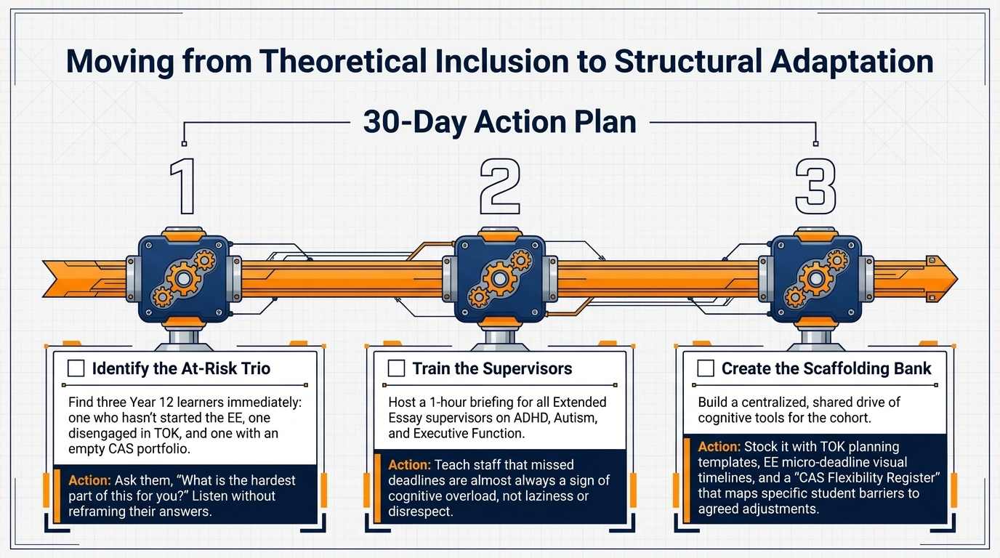 Moving from Theoretical Inclusion to Structural Adaptation
30-Day Action Plan
1
2
3
Identify the At-Risk Trio
Find three Year 12 learners immediately:
one who hasn't started the EE, one
disengaged in TOK, and one with an
empty CAS portfolio.
Action: Ask them, "What is the hardest
part of this for you?" Listen without
reframing their answers.
Train the Supervisors
Host a 1-hour briefing for all Extended
Essay supervisors on ADHD, Autism,
and Executive Function.
Action: Teach staff that missed
deadlines are almost always a sign of
cognitive overload, not laziness or
disrespect.
Create the Scaffolding Bank
Build a centralized, shared drive of
cognitive tools for the cohort.
Action: Stock it with TOK planning
templates, EE micro-deadline visual
timelines, and a "CAS Flexibility Register"
that maps specific student barriers to
agreed adjustments.